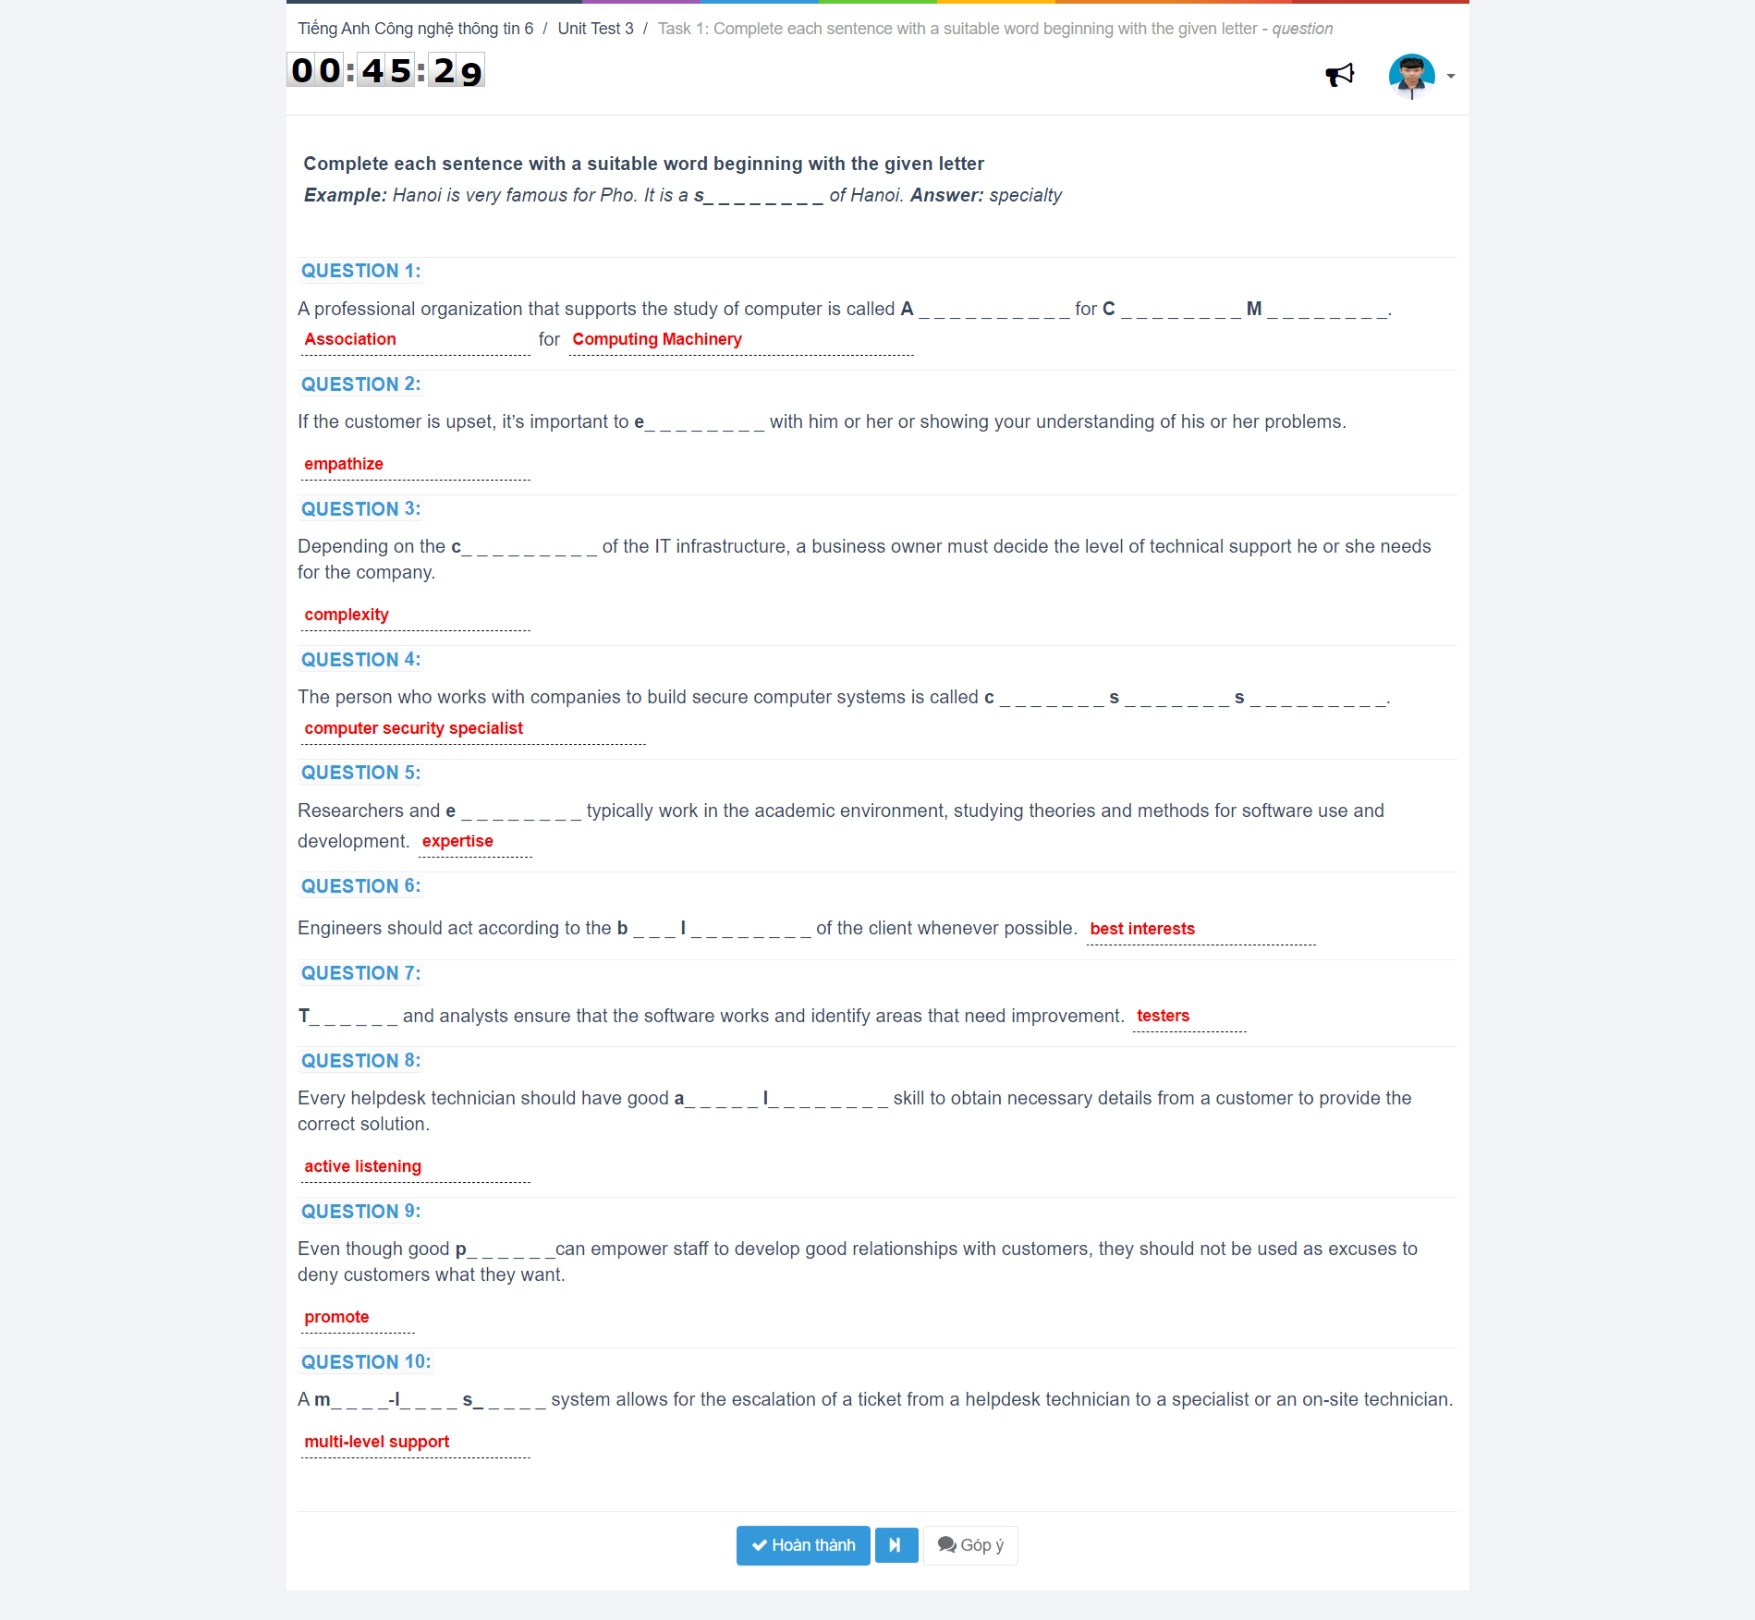 Tiếng Anh Công nghệ thông tin 6 / Unit Test 3 / Task 1: Complete each sentence with a suitable word beginning with the given letter - question
00:45:29
Complete each sentence with a suitable word beginning with the given letter
Example: Hanoi is very famous for Pho. It is a s_ _ _ _ _ _ _ _ of Hanoi. Answer: specialty
QUESTION 1:
A professional organization that supports the study of computer is called A _ _ _ _ _ _ _ _ _ _ for C _ _ _ _ _ _ _ _ M _ _ _ _ _ _ _ _.
Association for Computing Machinery
QUESTION 2:
If the customer is upset, it's important to e_ _ _ _ _ _ _ _ with him or her or showing your understanding of his or her problems.
empathize
QUESTION 3:
Depending on the c_ _ _ _ _ _ _ _ _ of the IT infrastructure, a business owner must decide the level of technical support he or she needs
for the company.
complexity
QUESTION 4:
The person who works with companies to build secure computer systems is called c _ _ _ _ _ _ _ s _ _ _ _ _ _ _ s _ _ _ _ _ _ _ _ _.
computer security specialist
QUESTION 5:
Researchers and e _ _ _ _ _ _ _ _ typically work in the academic environment, studying theories and methods for software use and
development. expertise
QUESTION 6:
Engineers should act according to the b _ _ _ I _ _ _ _ _ _ _ _ of the client whenever possible. best interests
QUESTION 7:
T_ _ _ _ _ _ and analysts ensure that the software works and identify areas that need improvement. testers
QUESTION 8:
Every helpdesk technician should have good a_ _ _ _ _ l_ _ _ _ _ _ _ _ skill to obtain necessary details from a customer to provide the
correct solution.
active listening
QUESTION 9:
Even though good p_ _ _ _ _ _can empower staff to develop good relationships with customers, they should not be used as excuses to
deny customers what they want.
promote
QUESTION 10:
A m_ _ _ _-l_ _ _ _ s_ _ _ _ _ system allows for the escalation of a ticket from a helpdesk technician to a specialist or an on-site technician.
multi-level support
Hoàn thành Góp ý